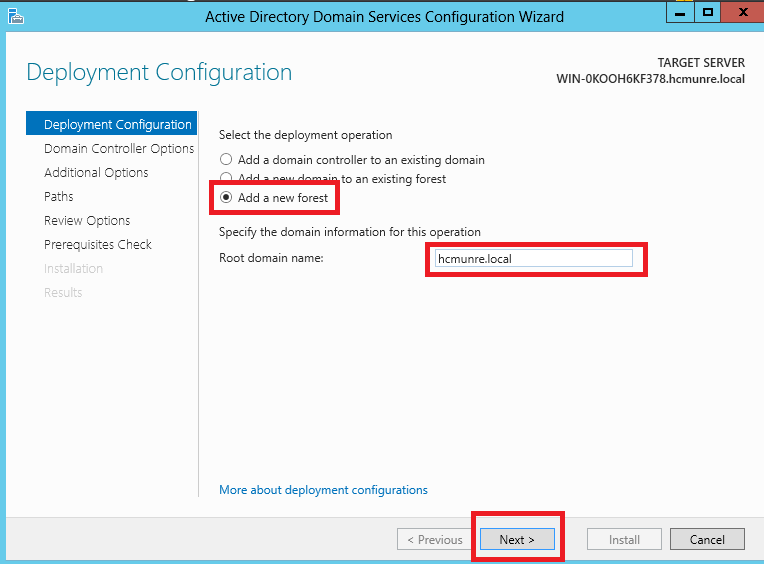 Active Directory Domain Services Configuration Wizard
Deployment Configuration
TARGET SERVER
WIN-0KOOH6KF378.hcmunre.local
Deployment Configuration
Domain Controller Options
Additional Options
Paths
Review Options
Prerequisites Check
Installation
Results
Select the deployment operation
Add a domain controller to an existing domain
Add a new domain to an existing forest
Add a new forest
Specify the domain information for this operation
Root domain name:
hcmunre.local
More about deployment configurations
< Previous
Next >
Install
Cancel